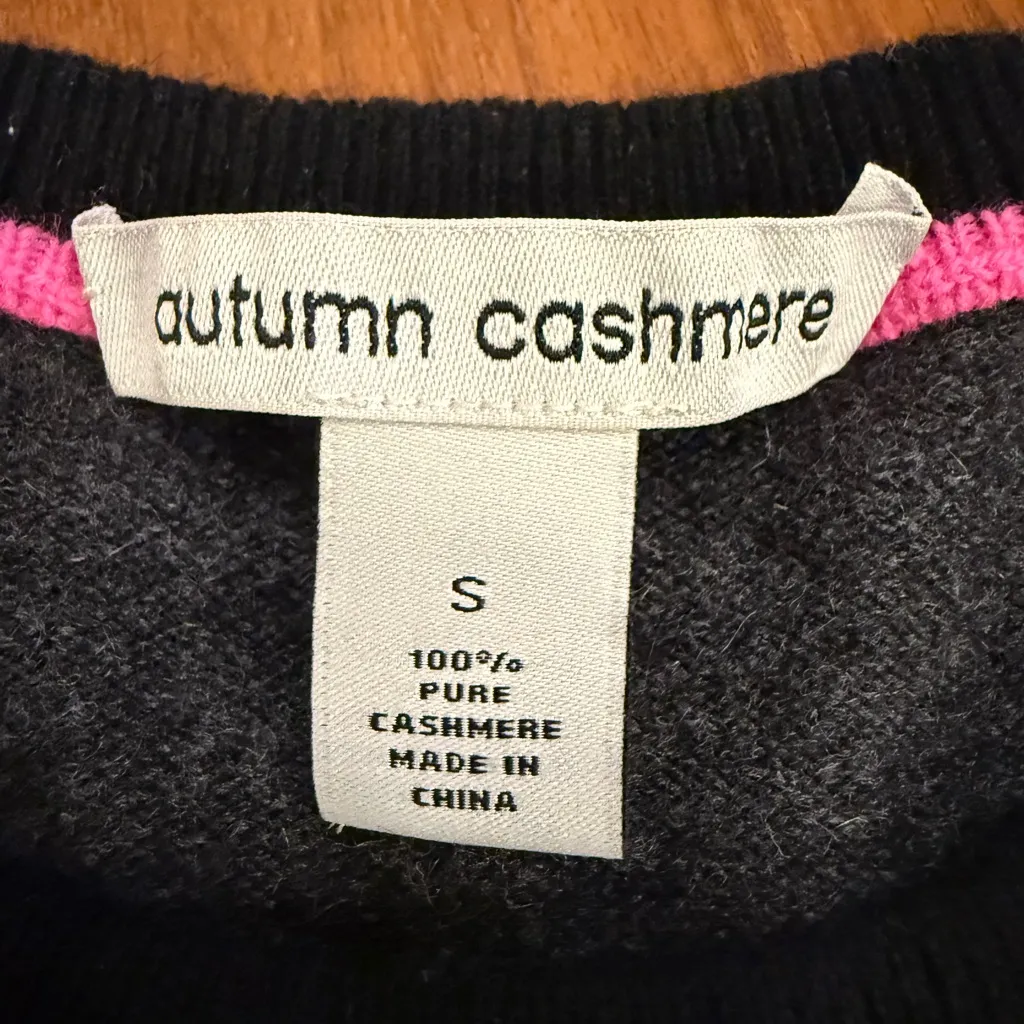 autumn cashmere
S
100%
PURE
CASHMERE
MADE IN
CHINA